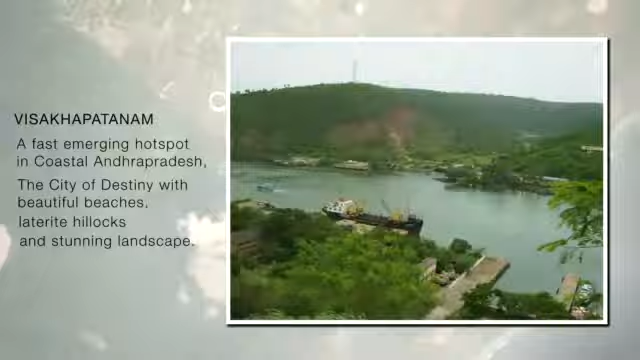 VISAKHAPATANAM
A fast emerging hotspot
in Coastal Andhrapradesh,
The City of Destiny with
beautiful beaches,
laterite hillocks
and stunning landscape.